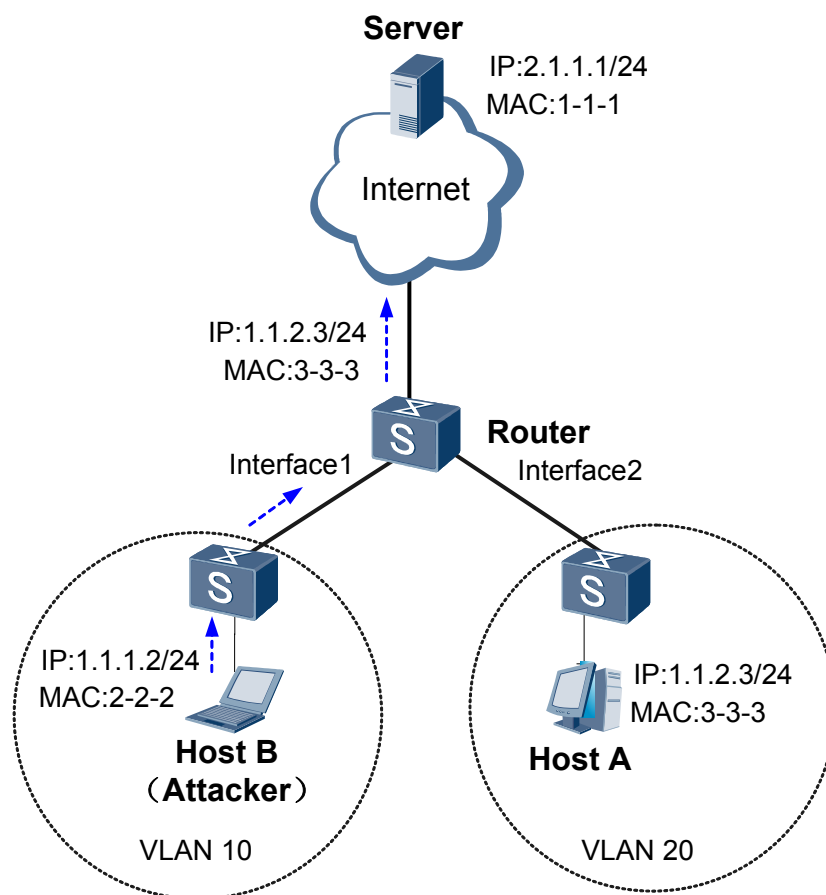 Server
IP:2.1.1.1/24
MAC:1-1-1
Internet
IP:1.1.2.3/24
MAC:3-3-3
S
Router
Interface1
Interface2
S
S
IP:1.1.1.2/24
MAC:2-2-2
IP:1.1.2.3/24
MAC:3-3-3
Host B
（Attacker）
Host A
VLAN 10
VLAN 20